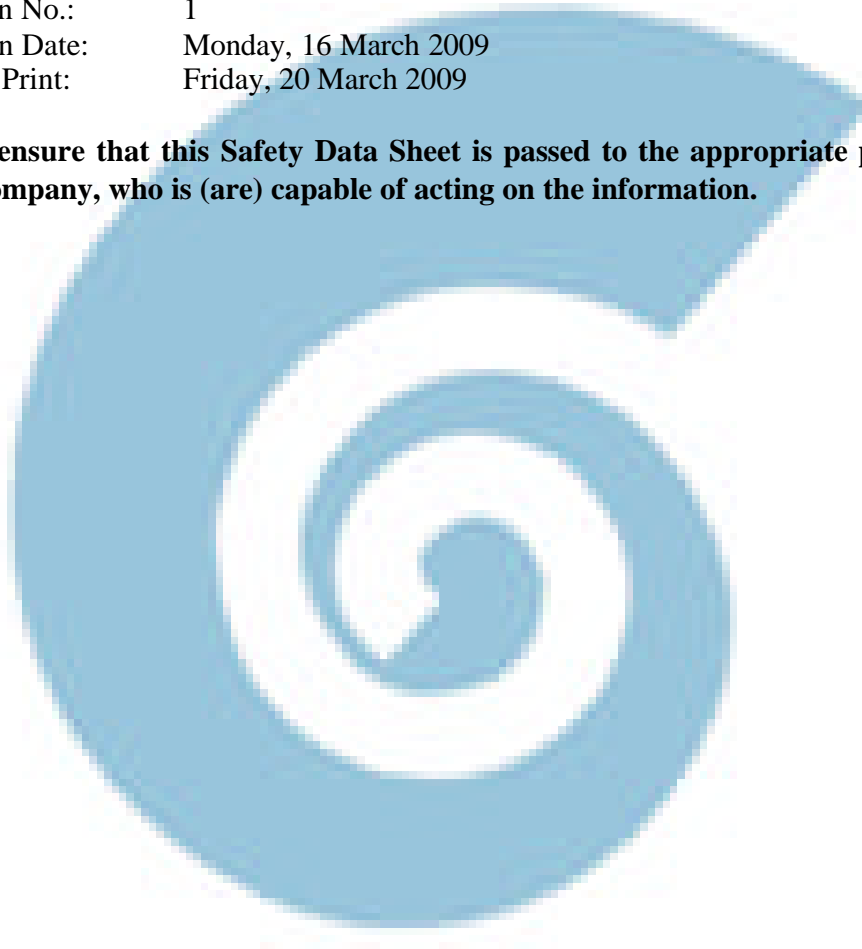 n No.: 1
n Date: Monday, 16 March 2009
Print: Friday, 20 March 2009
ensure that this Safety Data Sheet is passed to the appropriate p
ompany, who is (are) capable of acting on the information.